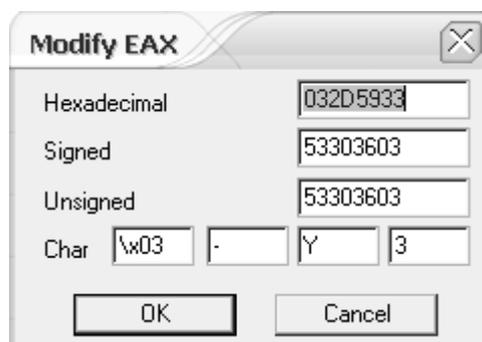 Modify EAX
Hexadecimal 032D5933
Signed 53303603
Unsigned 53303603
Char \x03 - Y 3
OK Cancel